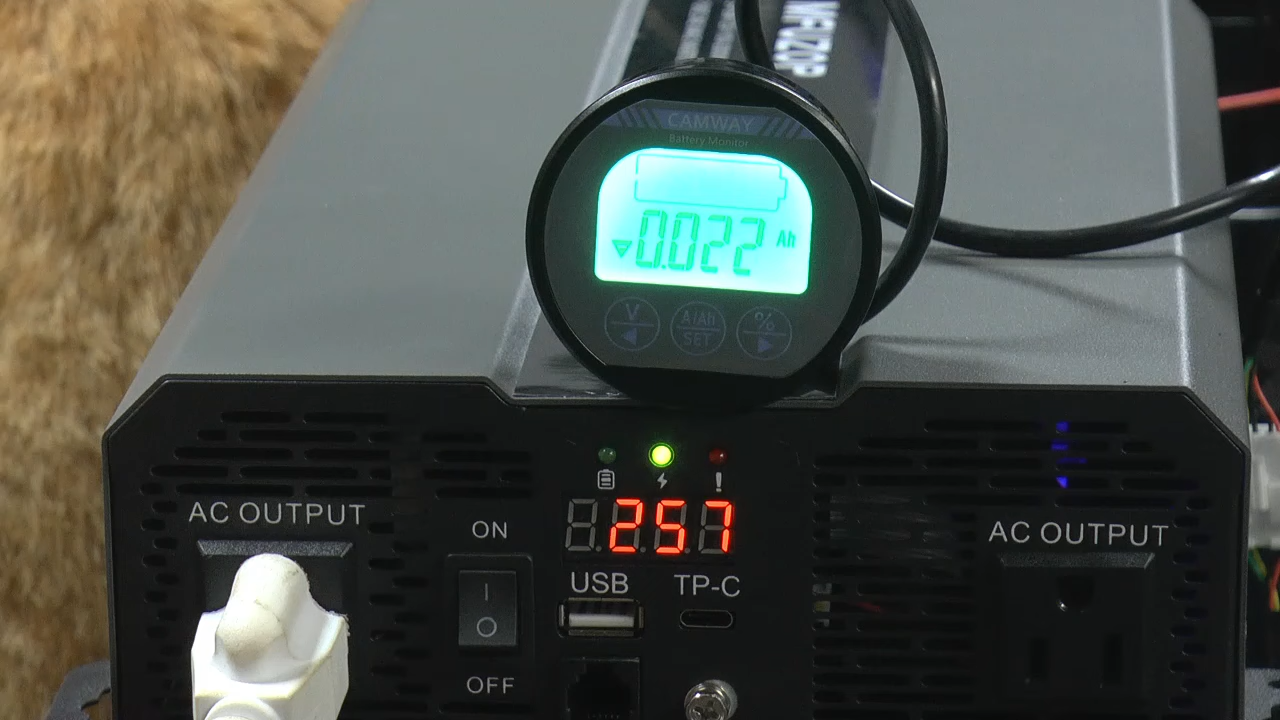 CAMWAY
Battery Monitor
0.022 Ah
V
A/Ah
SET
%
AC OUTPUT
ON
OFF
257
USB
TP-C
AC OUTPUT